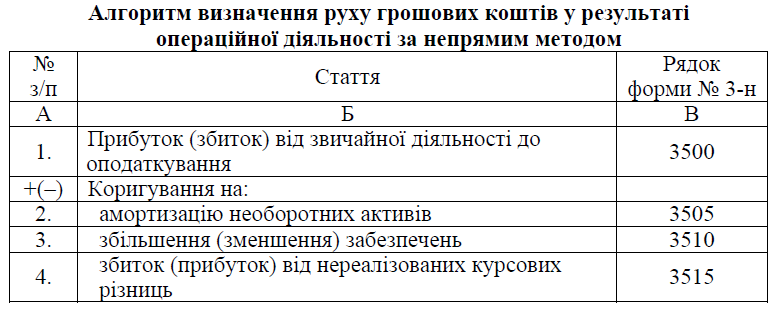 Алгоритм визначення руху грошових коштів у результаті
операційної діяльності за непрямим методом
№
з/п
Стаття
Рядок
форми № 3-н
А
Б
В
1.
Прибуток (збиток) від звичайної діяльності до
оподаткування
3500
+(–)
Коригування на:
2.
амортизацію необоротних активів
3505
3.
збільшення (зменшення) забезпечень
3510
4.
збиток (прибуток) від нереалізованих курсових
різниць
3515